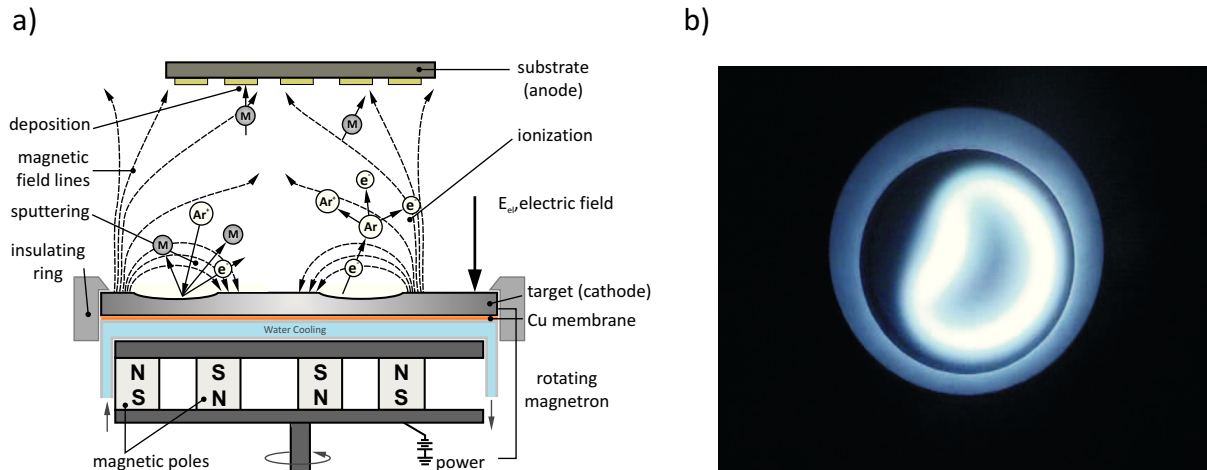 a)
b)
substrate
(anode)
deposition
M
M
ionization
magnetic
field lines
e⁻
sputtering
Ar⁺
Ar⁺
e⁻
E_el, electric field
Ar
M
M
insulating
ring
e⁻
e⁻
target (cathode)
Cu membrane
Water Cooling
N S S N
S N N S
rotating
magnetron
magnetic poles
power